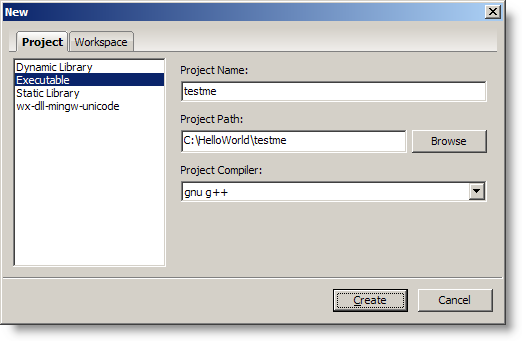 New
Project Workspace
Dynamic Library
Executable
Static Library
wx-dll-mingw-unicode
Project Name:
testme
Project Path:
C:\HelloWorld\testme Browse
Project Compiler:
gnu g++
Create Cancel